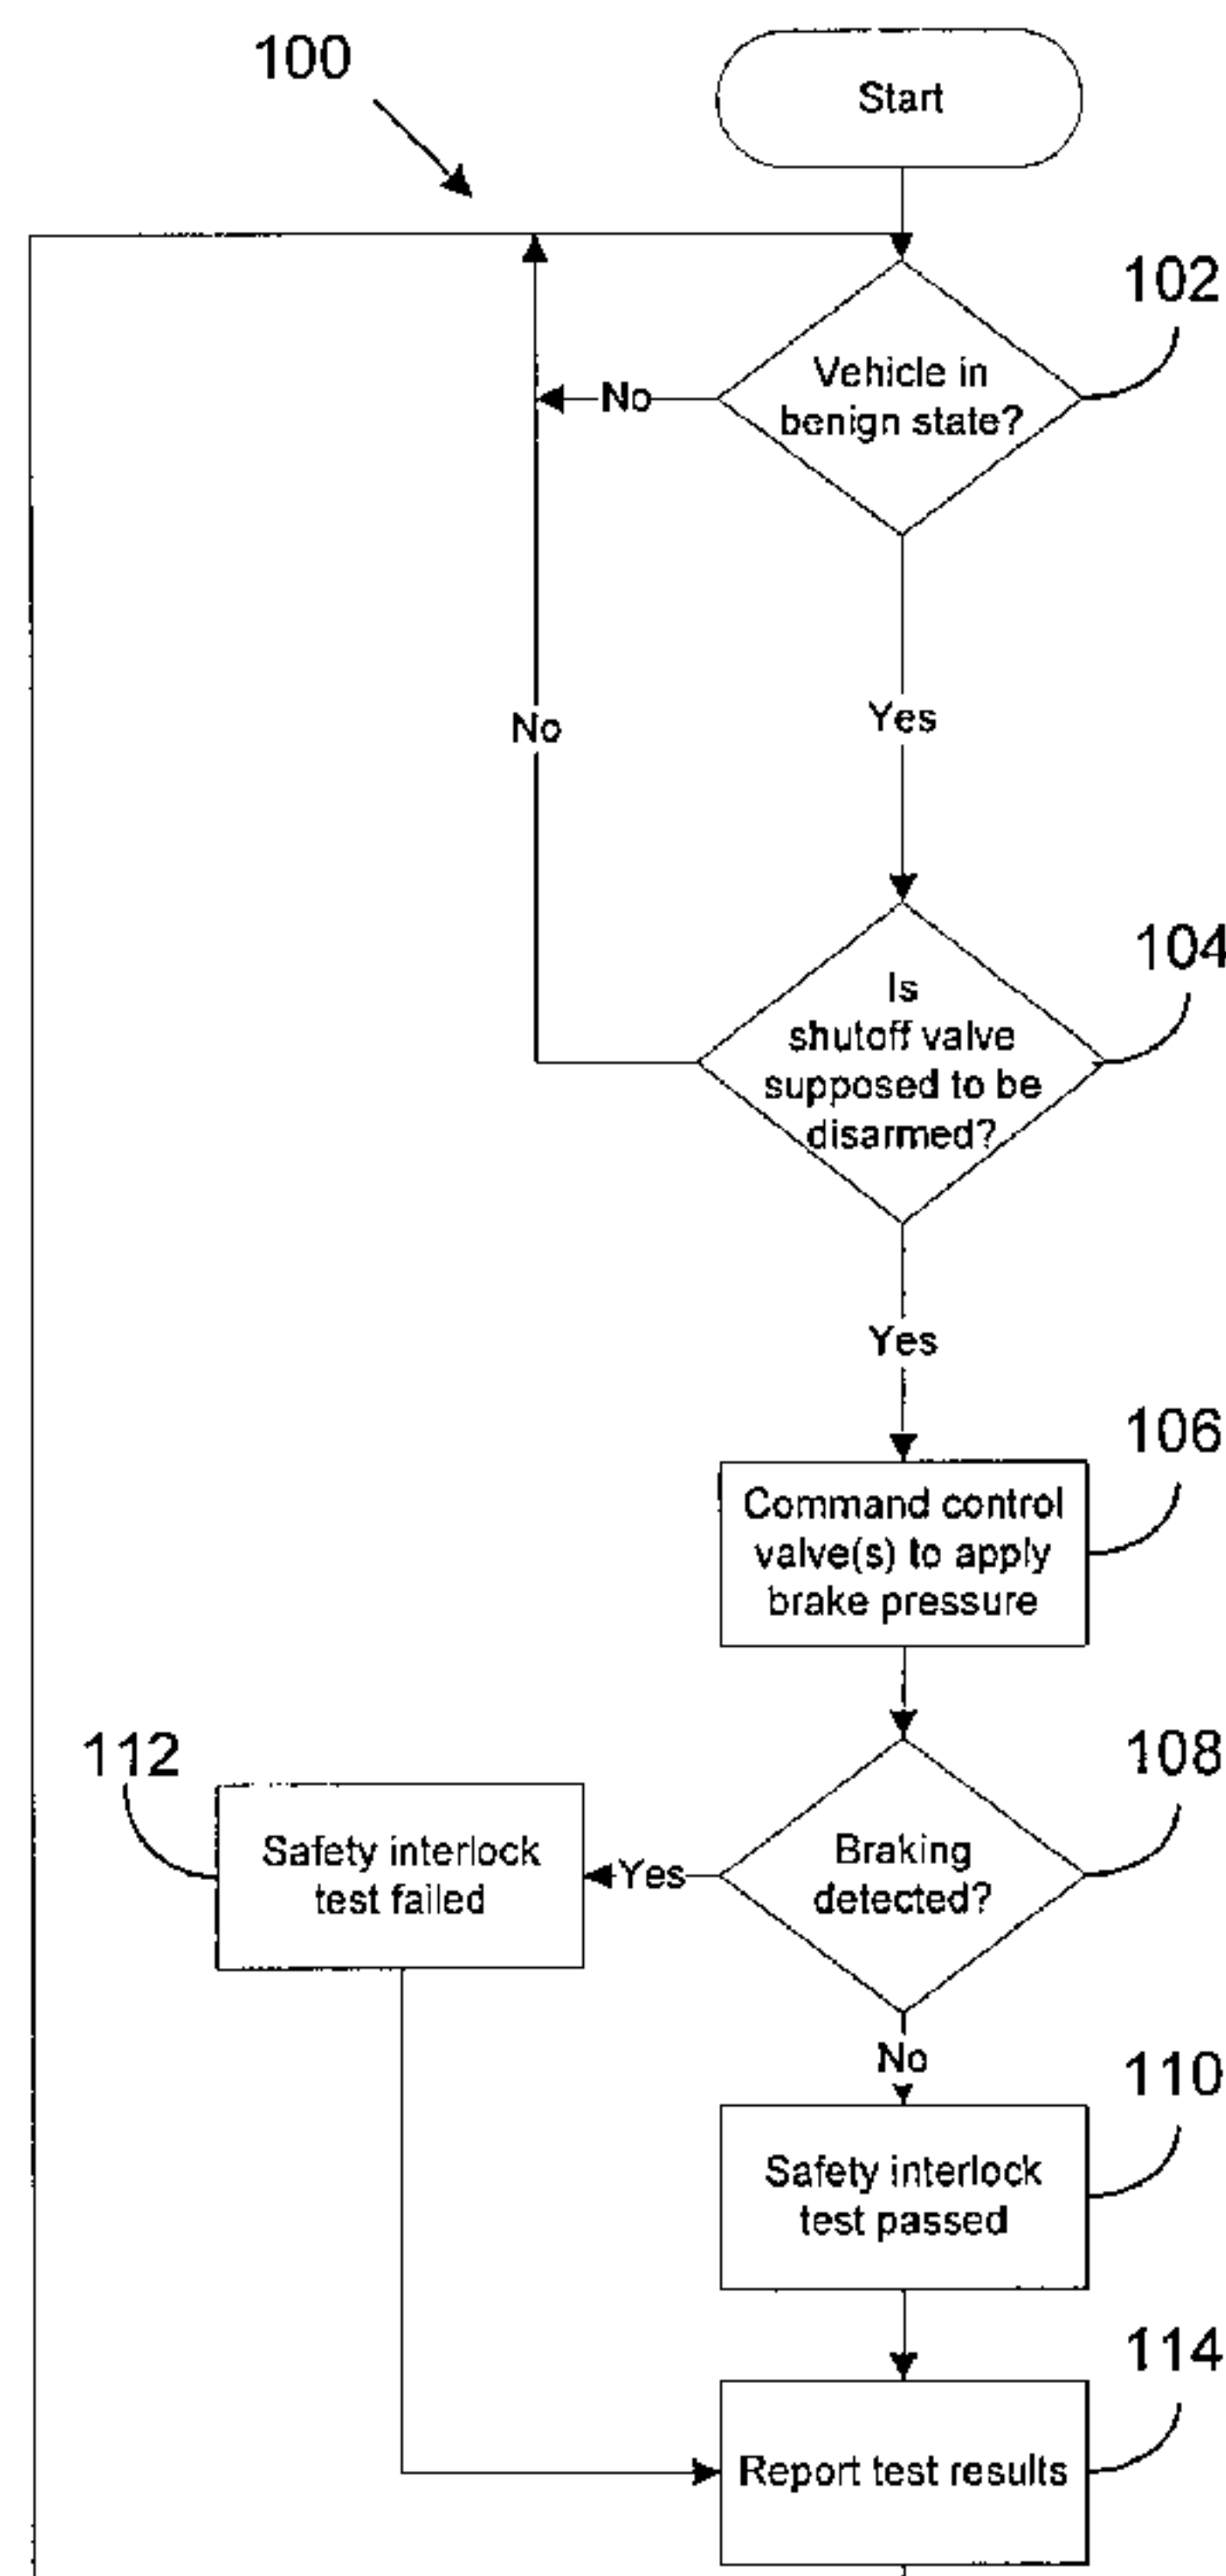 100
Start
102
Vehicle in
benign state?
No
No
Yes
104
Is
shutoff valve
supposed to be
disarmed?
Yes
106
Command control
valve(s) to apply
brake pressure
112
108
Safety interlock
test failed
Yes
Braking
detected?
No
110
Safety interlock
test passed
114
Report test results